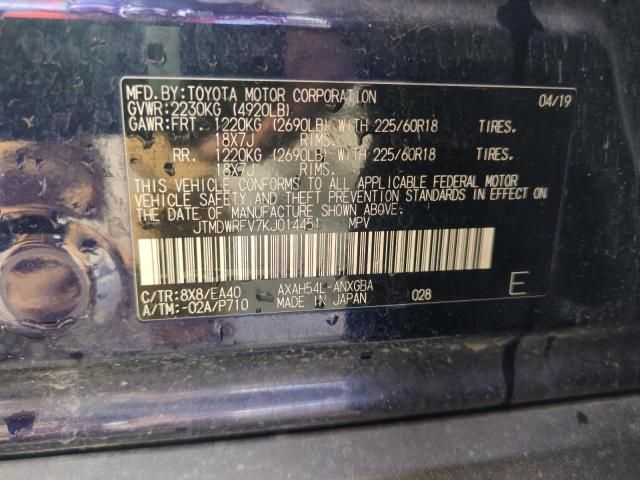 MFD.BY:TOYOTA MOTOR CORPORATION 04/19
GVWR:2230KG (4920LB)
GAWR:FRT. 1220KG (2690LB) WITH 225/60R18 TIRES.
18X7J RIMS.
RR. 1220KG (2690LB) WITH 225/60R18 TIRES.
18X7J RIMS.
THIS VEHICLE CONFORMS TO ALL APPLICABLE FEDERAL MOTOR
VEHICLE SAFETY AND THEFT PREVENTION STANDARDS IN EFFECT ON
THE DATE OF MANUFACTURE SHOWN ABOVE.
JTMDWRFV7KJ014451 MPV
C/TR:8X8/EA40 AXAH54L-ANXGBA
A/TM:-02A/P710 MADE IN JAPAN 028 E